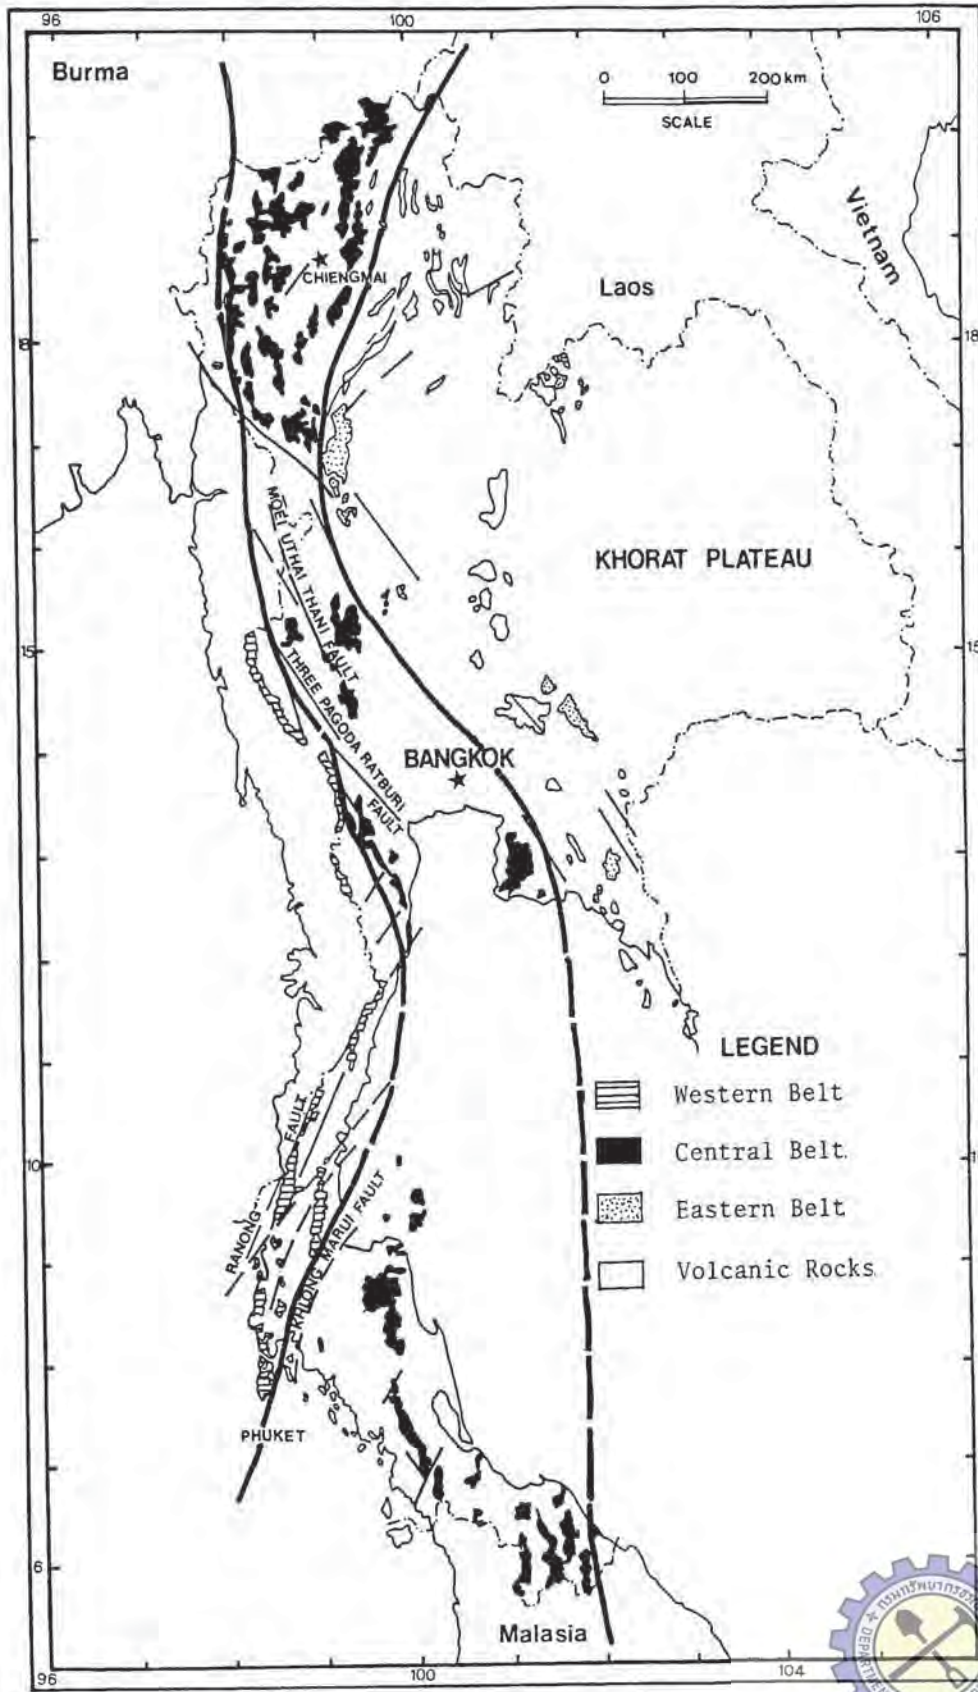 96
100
106
Burma
0 100 200 km
SCALE
Vietnam
CHIENGMAI
Laos
18
18
MOEI UTHAI THANI FAULT
KHORAT PLATEAU
15
15
THREE PAGODA RATBURI
FAULT
BANGKOK
LEGEND
Western Belt
Central Belt
Eastern Belt
Volcanic Rocks
10
RANONG FAULT
KHLONG MARUI FAULT
PHUKET
6
Malasia
96
100
104